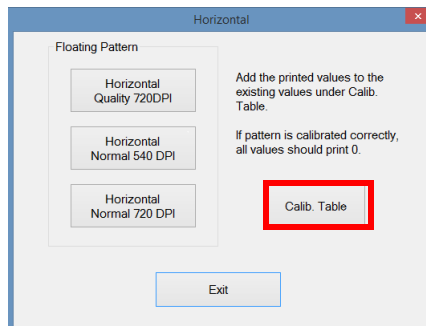 Horizontal
x
Floating Pattern
Horizontal
Quality 720DPI
Horizontal
Normal 540 DPI
Horizontal
Normal 720 DPI
Add the printed values to the
existing values under Calib.
Table.
If pattern is calibrated correctly,
all values should print 0.
Calib. Table
Exit